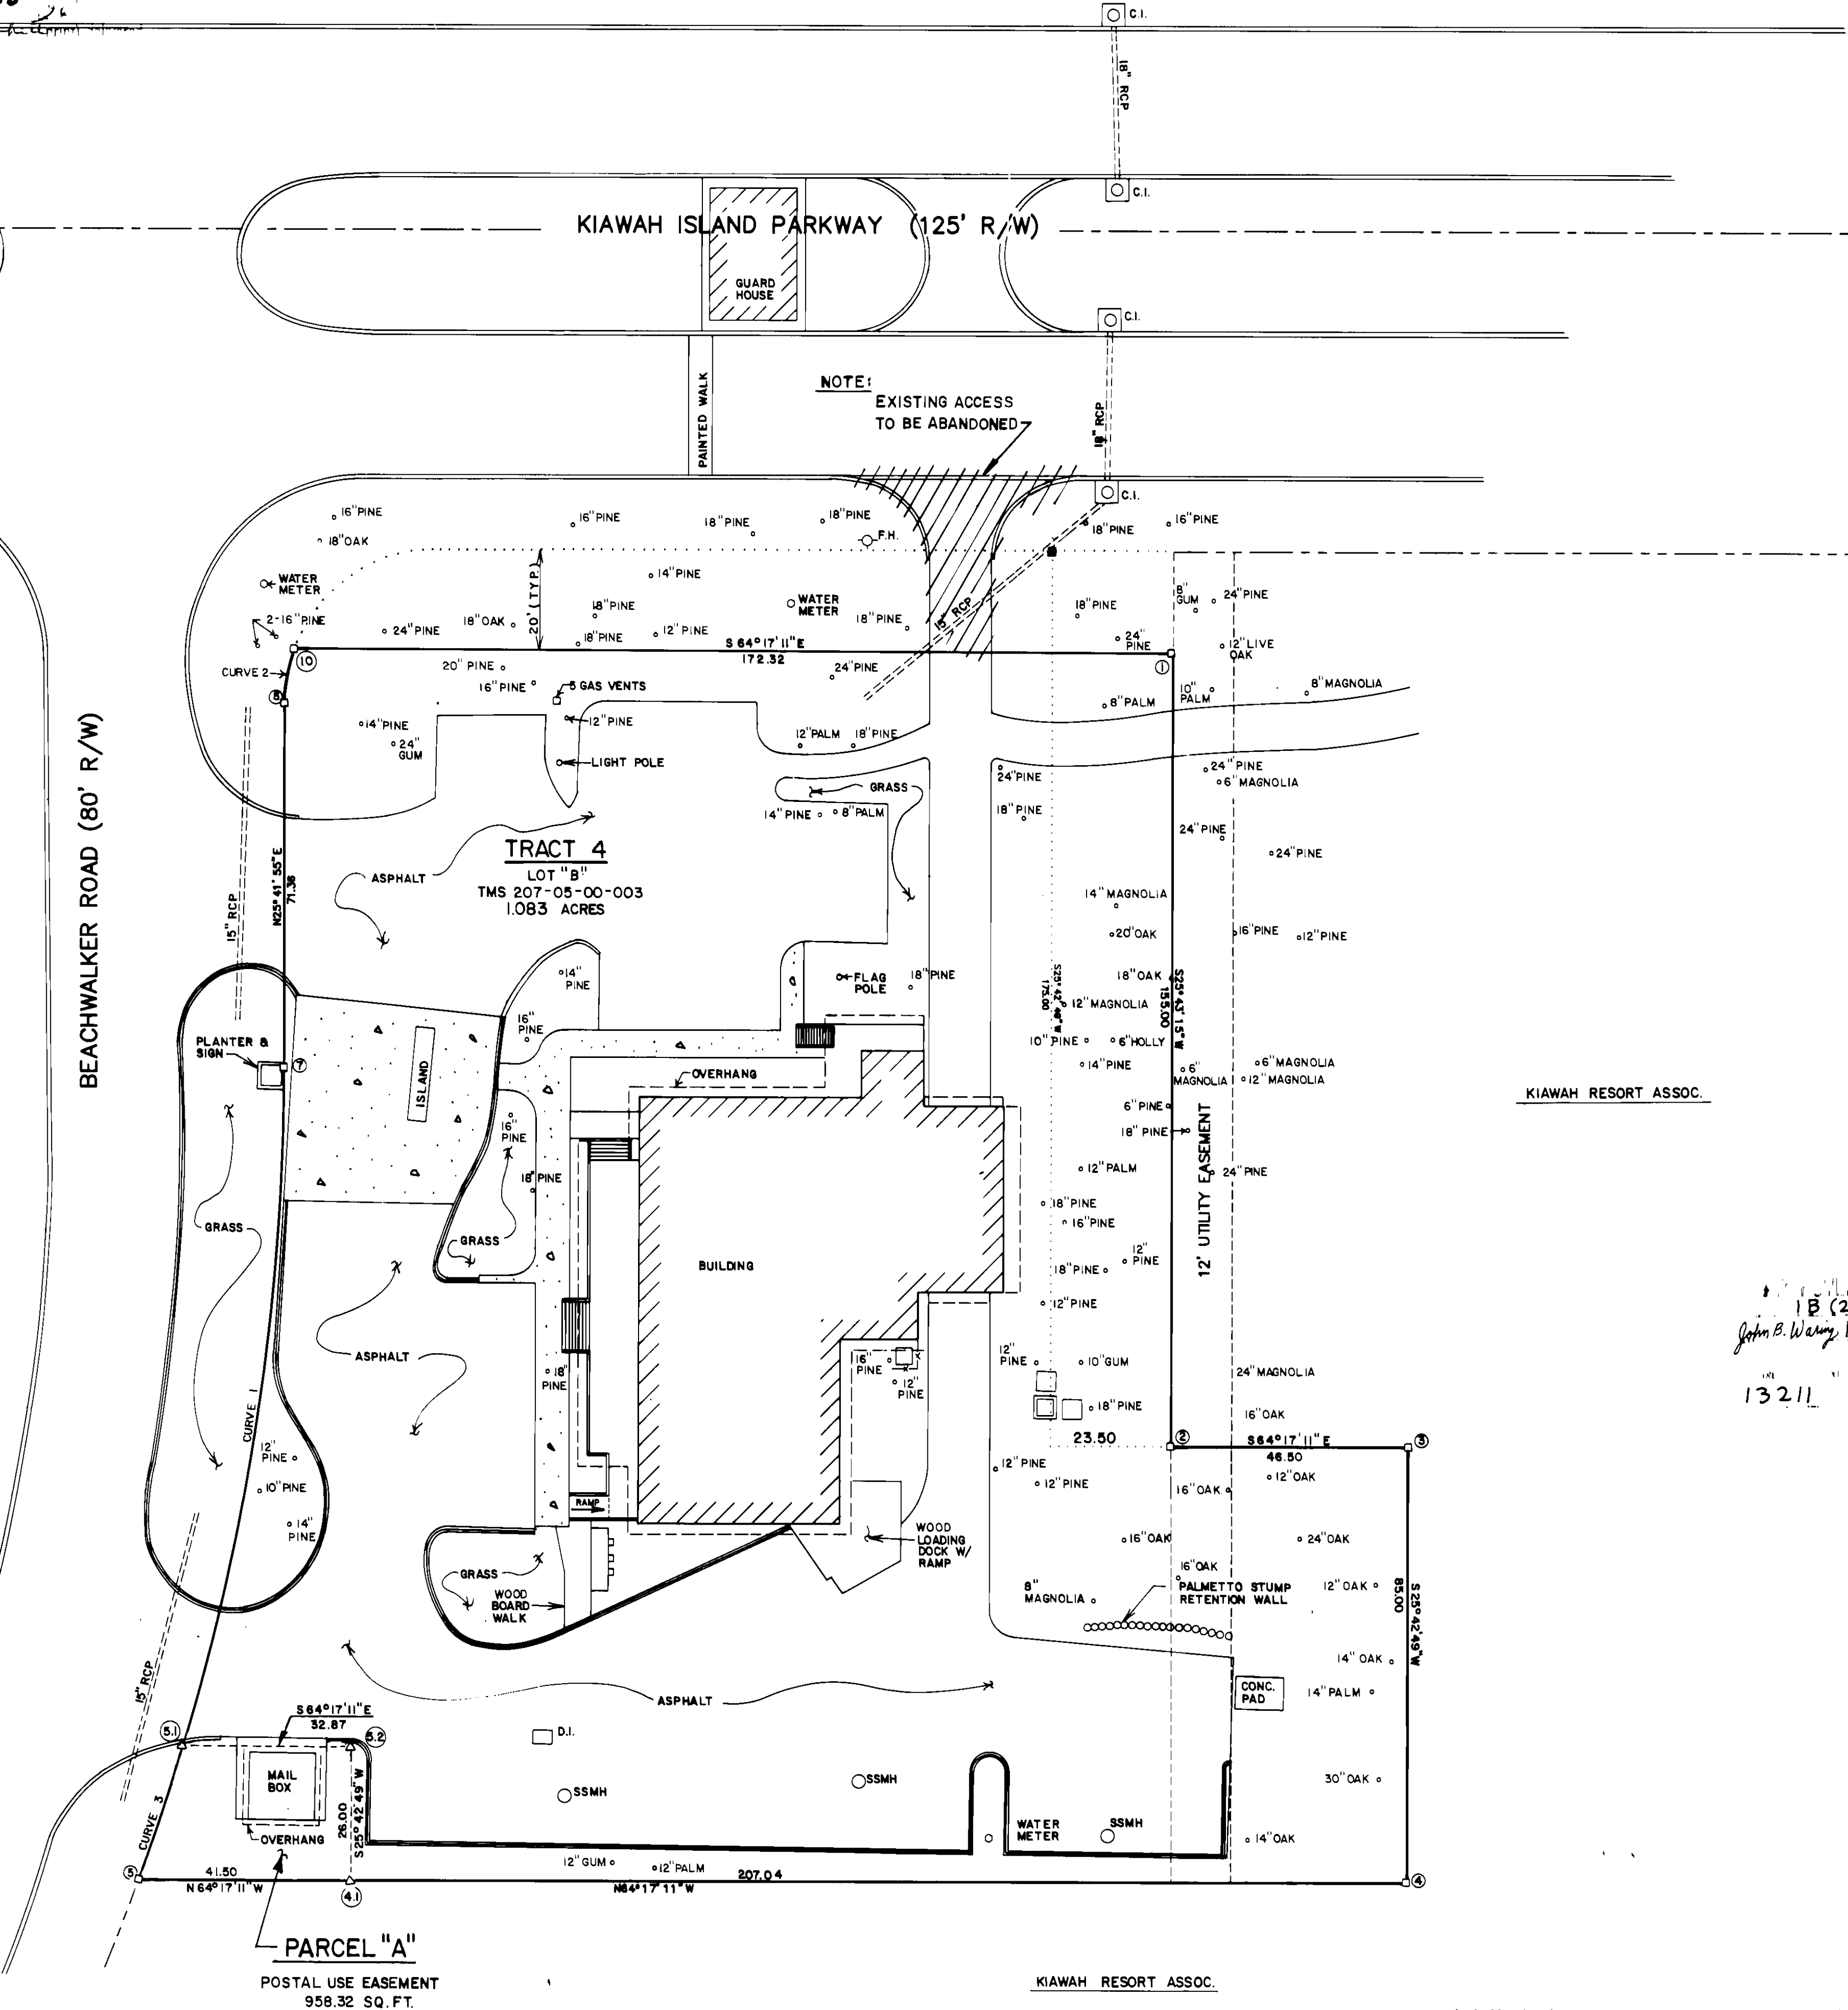 C.I.
18" RCP
C.I.
KIAWAH ISLAND PARKWAY (125' R/W)
GUARD
HOUSE
C.I.
PAINTED WALK
NOTE:
EXISTING ACCESS
TO BE ABANDONED
18" RCP
C.I.
16" PINE
16" PINE
18" PINE
18" PINE
18" PINE
16" PINE
18" OAK
F.H.
WATER
METER
14" PINE
20' (TYP.)
18" PINE
WATER
METER
15" RCP
18" PINE
8"
GUM
24" PINE
2-16" PINE
24" PINE
18" OAK
18" PINE
12" PINE
18" PINE
24"
PINE
12" LIVE
OAK
S 64°17'11" E
172.32
10
1
CURVE 2
20" PINE
16" PINE
5 GAS VENTS
24" PINE
8" PALM
10"
PALM
8" MAGNOLIA
8
14" PINE
24"
GUM
12" PINE
12" PALM
18" PINE
LIGHT POLE
24" PINE
24" PINE
6" MAGNOLIA
GRASS
14" PINE
8" PALM
18" PINE
24" PINE
24" PINE
BEACHWALKER ROAD (80' R/W)
TRACT 4
LOT "B"
TMS 207-05-00-003
1.083 ACRES
ASPHALT
N25°41'55"E
71.36
15" RCP
14" MAGNOLIA
20" OAK
16" PINE
12" PINE
14"
PINE
FLAG
POLE
18" PINE
18" OAK
S25°42'49"W
175.00
S25°43'15"W
155.00
12" MAGNOLIA
16"
PINE
PLANTER &
SIGN
7
ISLAND
10" PINE
6" HOLLY
14" PINE
6"
MAGNOLIA
6" MAGNOLIA
12" MAGNOLIA
OVERHANG
KIAWAH RESORT ASSOC.
6" PINE
18" PINE
16"
PINE
12" PALM
24" PINE
12' UTILITY EASEMENT
18" PINE
18" PINE
16" PINE
GRASS
GRASS
BUILDING
12"
PINE
18" PINE
12" PINE
1B (2
John B. Waring
13211
ASPHALT
16"
PINE
12"
PINE
12"
PINE
10" GUM
18"
PINE
24" MAGNOLIA
18" PINE
16" OAK
CURVE 1
23.50
2
S64°17'11"E
46.50
3
12"
PINE
10" PINE
14"
PINE
12" PINE
12" PINE
12" OAK
16" OAK
RAMP
WOOD
LOADING
DOCK W/
RAMP
16" OAK
24" OAK
16" OAK
GRASS
WOOD
BOARD
WALK
8"
MAGNOLIA
PALMETTO STUMP
RETENTION WALL
12" OAK
S25°42'49"W
85.00
14" OAK
15" RCP
ASPHALT
CONC.
PAD
14" PALM
S64°17'11"E
32.87
5.1
5.2
D.I.
MAIL
BOX
SSMH
SSMH
30" OAK
26.00
S25°42'49"W
CURVE 3
OVERHANG
WATER
METER
SSMH
14" OAK
5
41.50
N64°17'11"W
4.1
12" GUM
12" PALM
207.04
N64°17'11"W
4
PARCEL "A"
POSTAL USE EASEMENT
958.32 SQ.FT.
KIAWAH RESORT ASSOC.